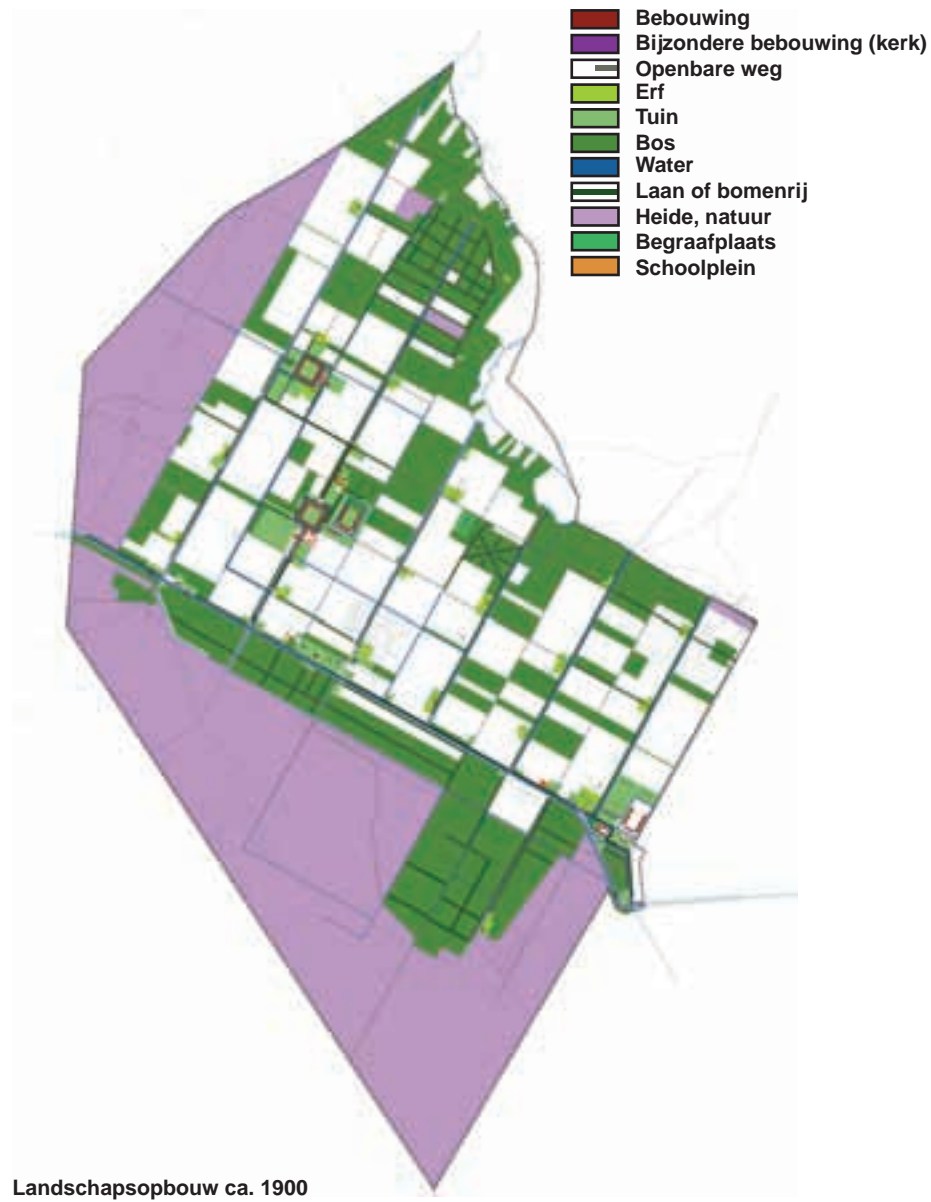 Bebouwing
Bijzondere bebouwing (kerk)
Openbare weg
Erf
Tuin
Bos
Water
Laan of bomenrij
Heide, natuur
Begraafplaats
Schoolplein
Landschapsopbouw ca. 1900